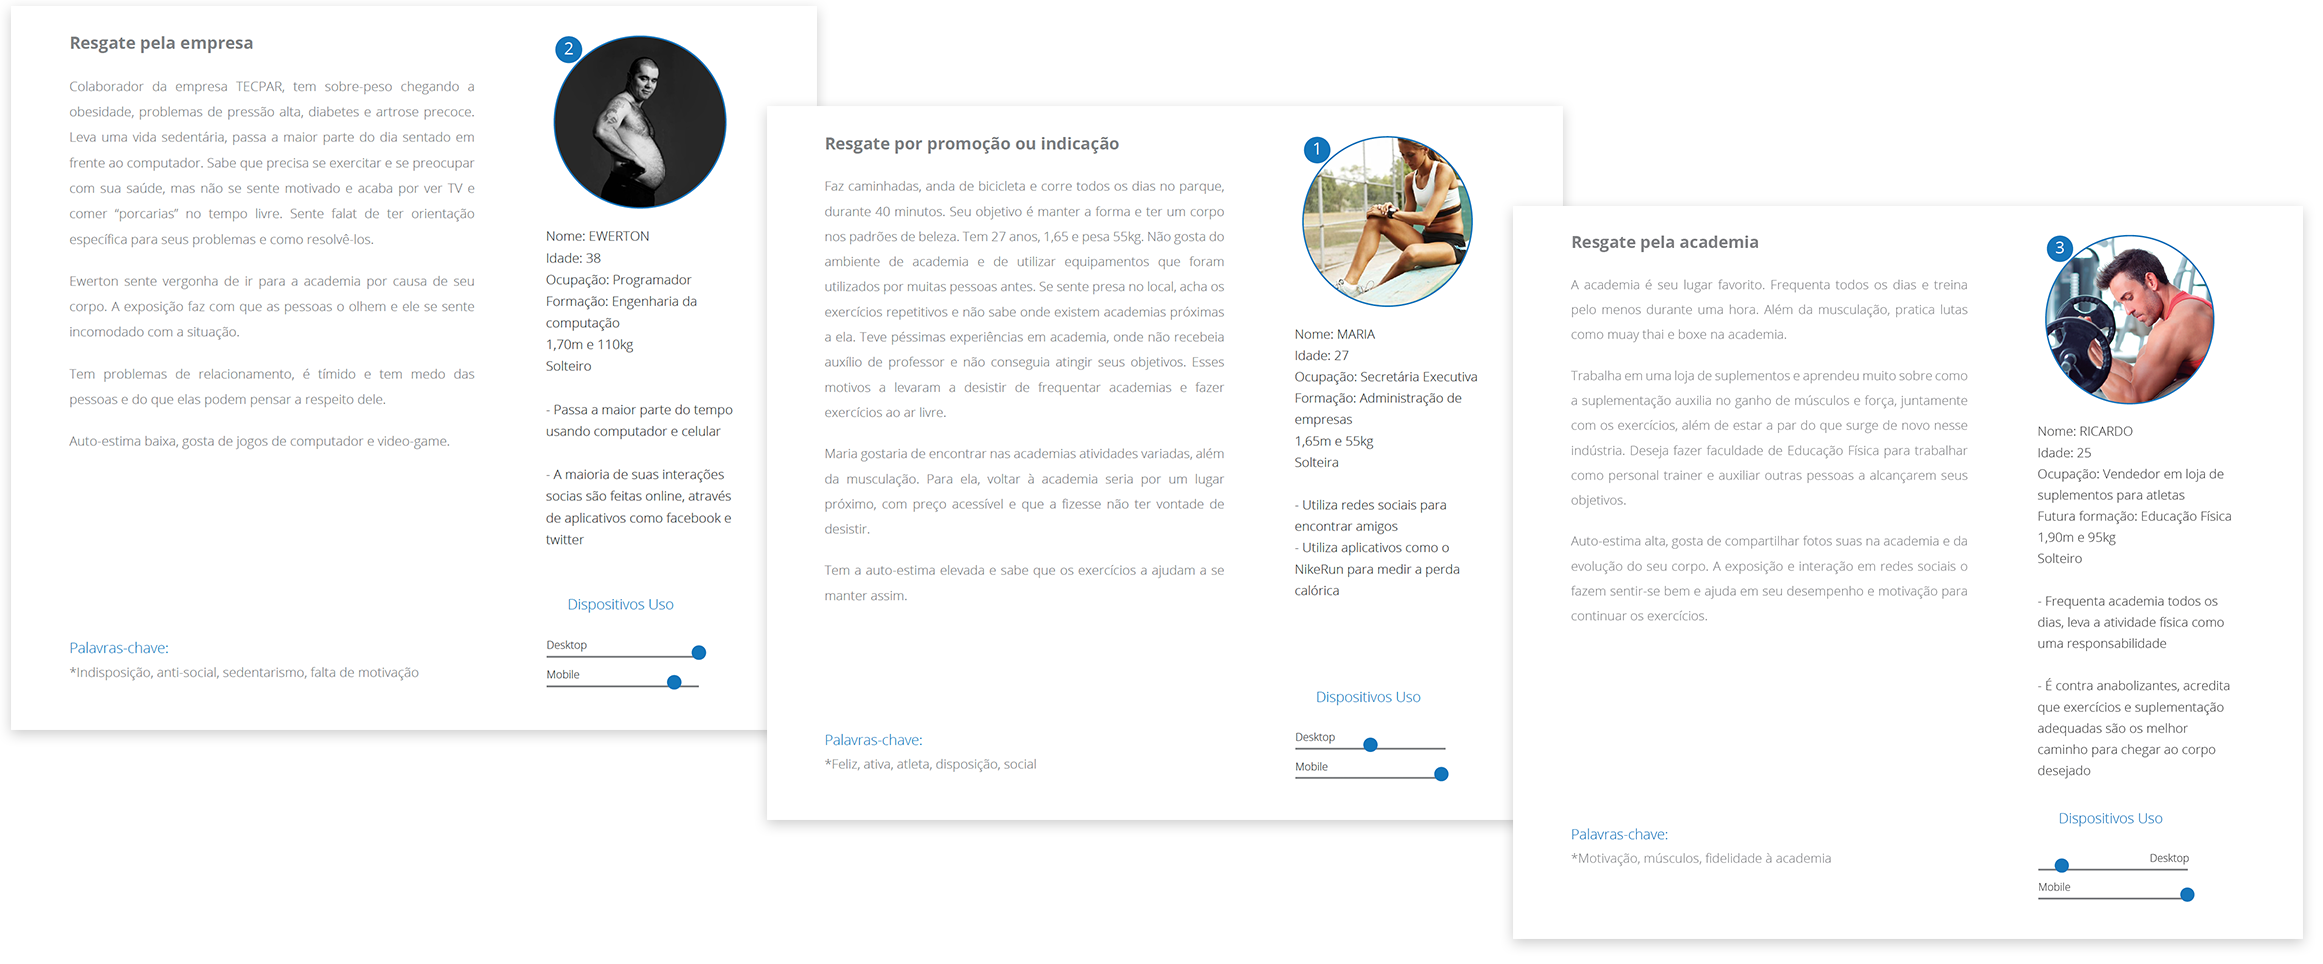 Resgate pela empresa
Colaborador da empresa TECPAR, tem sobre-peso chegando a
obesidade, problemas de pressão alta, diabetes e artrose precoce.
Leva uma vida sedentária, passa a maior parte do dia sentado em
frente ao computador. Sabe que precisa se exercitar e se preocupar
com sua saúde, mas não se sente motivado e acaba por ver TV e
comer “porcarias” no tempo livre. Sente falat de ter orientação
específica para seus problemas e como resolvê-los.
Ewerton sente vergonha de ir para a academia por causa de seu
corpo. A exposição faz com que as pessoas o olhem e ele se sente
incomodado com a situação.
Tem problemas de relacionamento, é tímido e tem medo das
pessoas e do que elas podem pensar a respeito dele.
Auto-estima baixa, gosta de jogos de computador e video-game.
Palavras-chave:
*Indisposição, anti-social, sedentarismo, falta de motivação
2
Nome: EWERTON
Idade: 38
Ocupação: Programador
Formação: Engenharia da
computação
1,70m e 110kg
Solteiro
- Passa a maior parte do tempo
usando computador e celular
- A maioria de suas interações
socias são feitas online, através
de aplicativos como facebook e
twitter
Dispositivos Uso
Desktop
Mobile
Resgate por promoção ou indicação
Faz caminhadas, anda de bicicleta e corre todos os dias no parque,
durante 40 minutos. Seu objetivo é manter a forma e ter um corpo
nos padrões de beleza. Tem 27 anos, 1,65 e pesa 55kg. Não gosta do
ambiente de academia e de utilizar equipamentos que foram
utilizados por muitas pessoas antes. Se sente presa no local, acha os
exercícios repetitivos e não sabe onde existem academias próximas
a ela. Teve péssimas experiências em academia, onde não recebeia
auxílio de professor e não conseguia atingir seus objetivos. Esses
motivos a levaram a desistir de frequentar academias e fazer
exercícios ao ar livre.
Maria gostaria de encontrar nas academias atividades variadas, além
da musculação. Para ela, voltar à academia seria por um lugar
próximo, com preço acessível e que a fizesse não ter vontade de
desistir.
Tem a auto-estima elevada e sabe que os exercícios a ajudam a se
manter assim.
Palavras-chave:
*Feliz, ativa, atleta, disposição, social
1
Nome: MARIA
Idade: 27
Ocupação: Secretária Executiva
Formação: Administração de
empresas
1,65m e 55kg
Solteira
- Utiliza redes sociais para
encontrar amigos
- Utiliza aplicativos como o
NikeRun para medir a perda
calórica
Dispositivos Uso
Desktop
Mobile
Resgate pela academia
A academia é seu lugar favorito. Frequenta todos os dias e treina
pelo menos durante uma hora. Além da musculação, pratica lutas
como muay thai e boxe na academia.
Trabalha em uma loja de suplementos e aprendeu muito sobre como
a suplementação auxilia no ganho de músculos e força, juntamente
com os exercícios, além de estar a par do que surge de novo nesse
indústria. Deseja fazer faculdade de Educação Física para trabalhar
como personal trainer e auxiliar outras pessoas a alcançarem seus
objetivos.
Auto-estima alta, gosta de compartilhar fotos suas na academia e da
evolução do seu corpo. A exposição e interação em redes sociais o
fazem sentir-se bem e ajuda em seu desempenho e motivação para
continuar os exercícios.
Palavras-chave:
*Motivação, músculos, fidelidade à academia
3
Nome: RICARDO
Idade: 25
Ocupação: Vendedor em loja de
suplementos para atletas
Futura formação: Educação Física
1,90m e 95kg
Solteiro
- Frequenta academia todos os
dias, leva a atividade física como
uma responsabilidade
- É contra anabolizantes, acredita
que exercícios e suplementação
adequadas são os melhor
caminho para chegar ao corpo
desejado
Dispositivos Uso
Desktop
Mobile